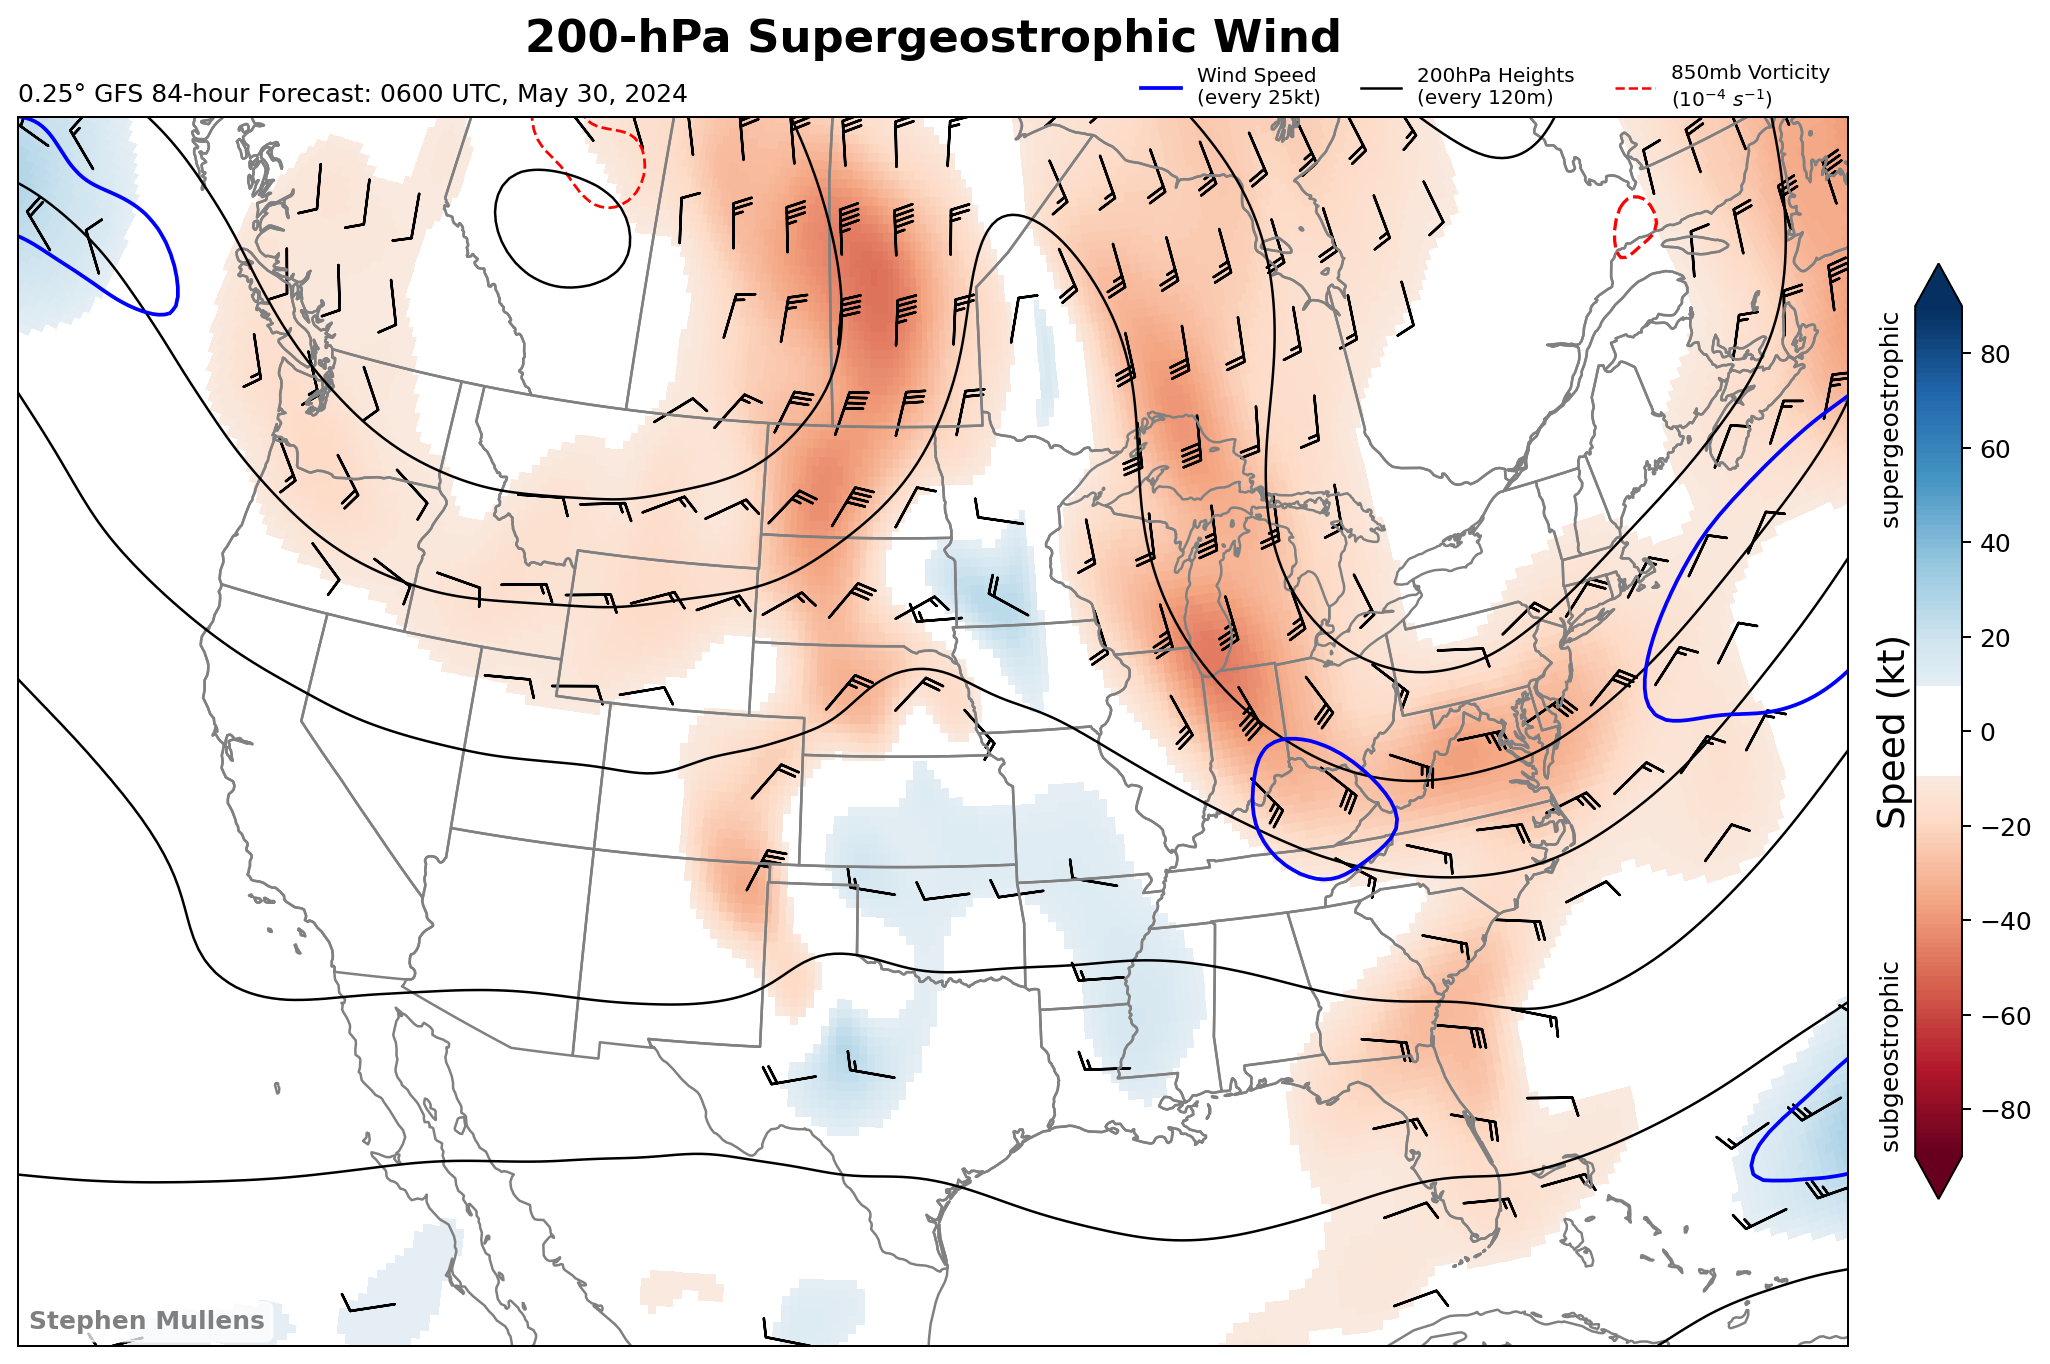 200-hPa Supergeostrophic Wind
0.25° GFS 84-hour Forecast: 0600 UTC, May 30, 2024
Wind Speed
(every 25kt)
200hPa Heights
(every 120m)
850mb Vorticity
(10⁻⁴ s⁻¹)
supergeostrophic
Speed (kt)
subgeostrophic
80
60
40
20
0
−20
−40
−60
−80
Stephen Mullens